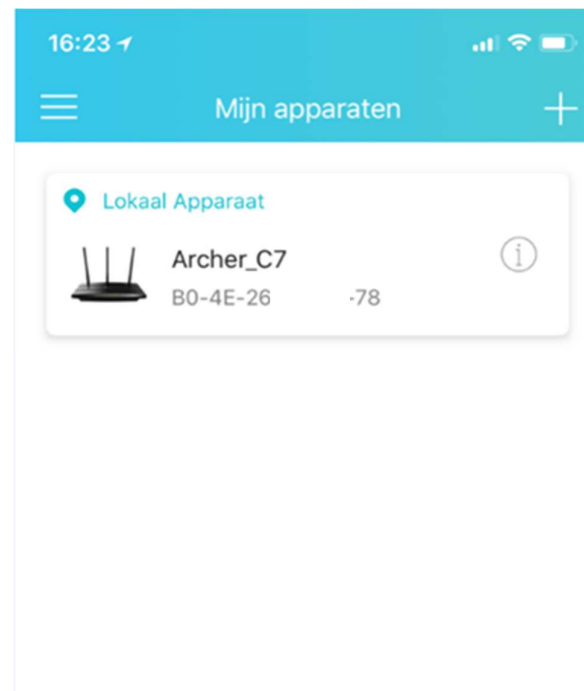 16:23
Mijn apparaten
Lokaal Apparaat
Archer_C7
B0-4E-26 -78